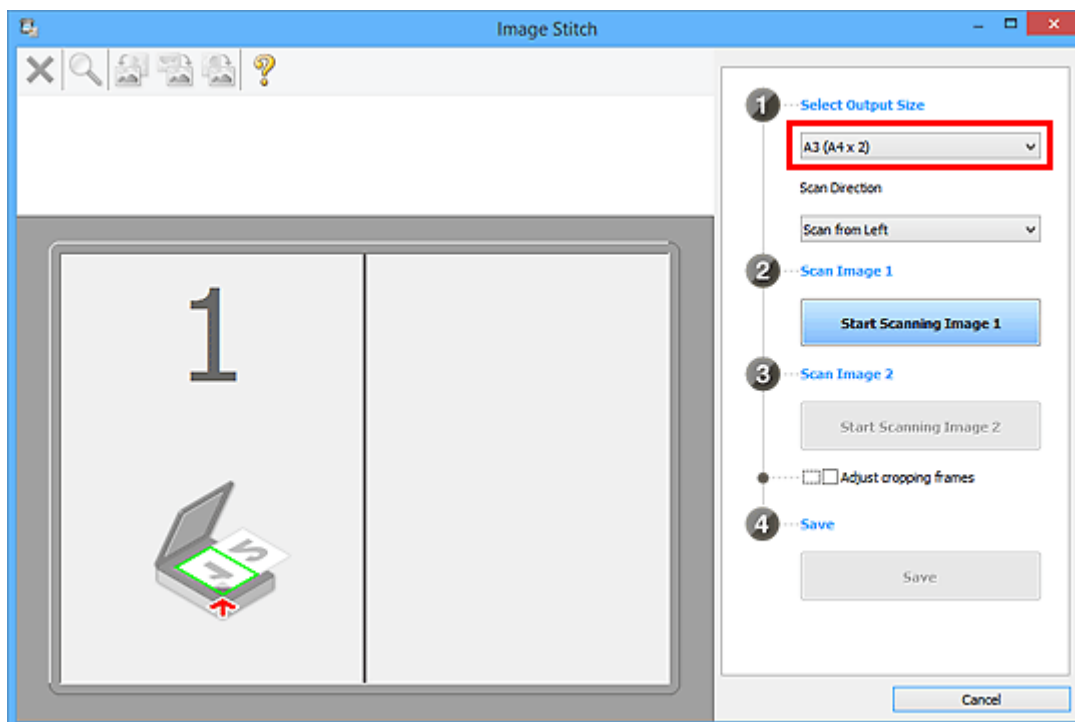 Image Stitch
1
1 Select Output Size
A3 (A4 x 2)
Scan Direction
Scan from Left
2 Scan Image 1
Start Scanning Image 1
3 Scan Image 2
Start Scanning Image 2
Adjust cropping frames
4 Save
Save
Cancel